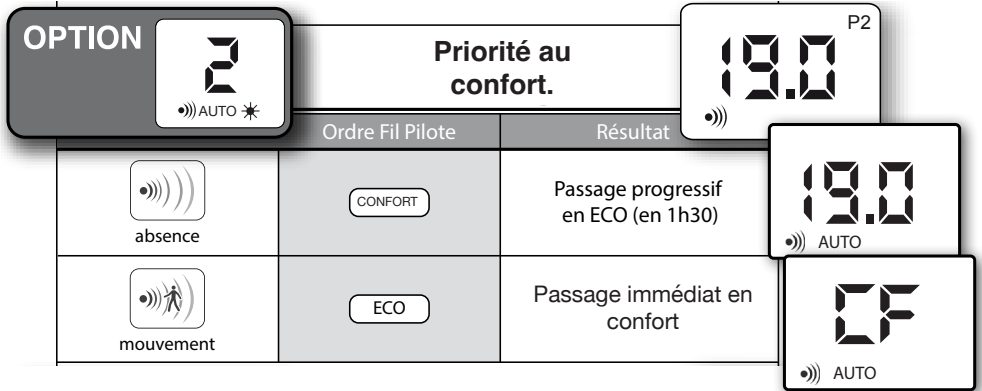 OPTION
2
AUTO
Priorité au
confort.
P2
19.0
Ordre Fil Pilote
Résultat
absence
CONFORT
Passage progressif
en ECO (en 1h30)
19.0
AUTO
mouvement
ECO
Passage immédiat en
confort
CF
AUTO